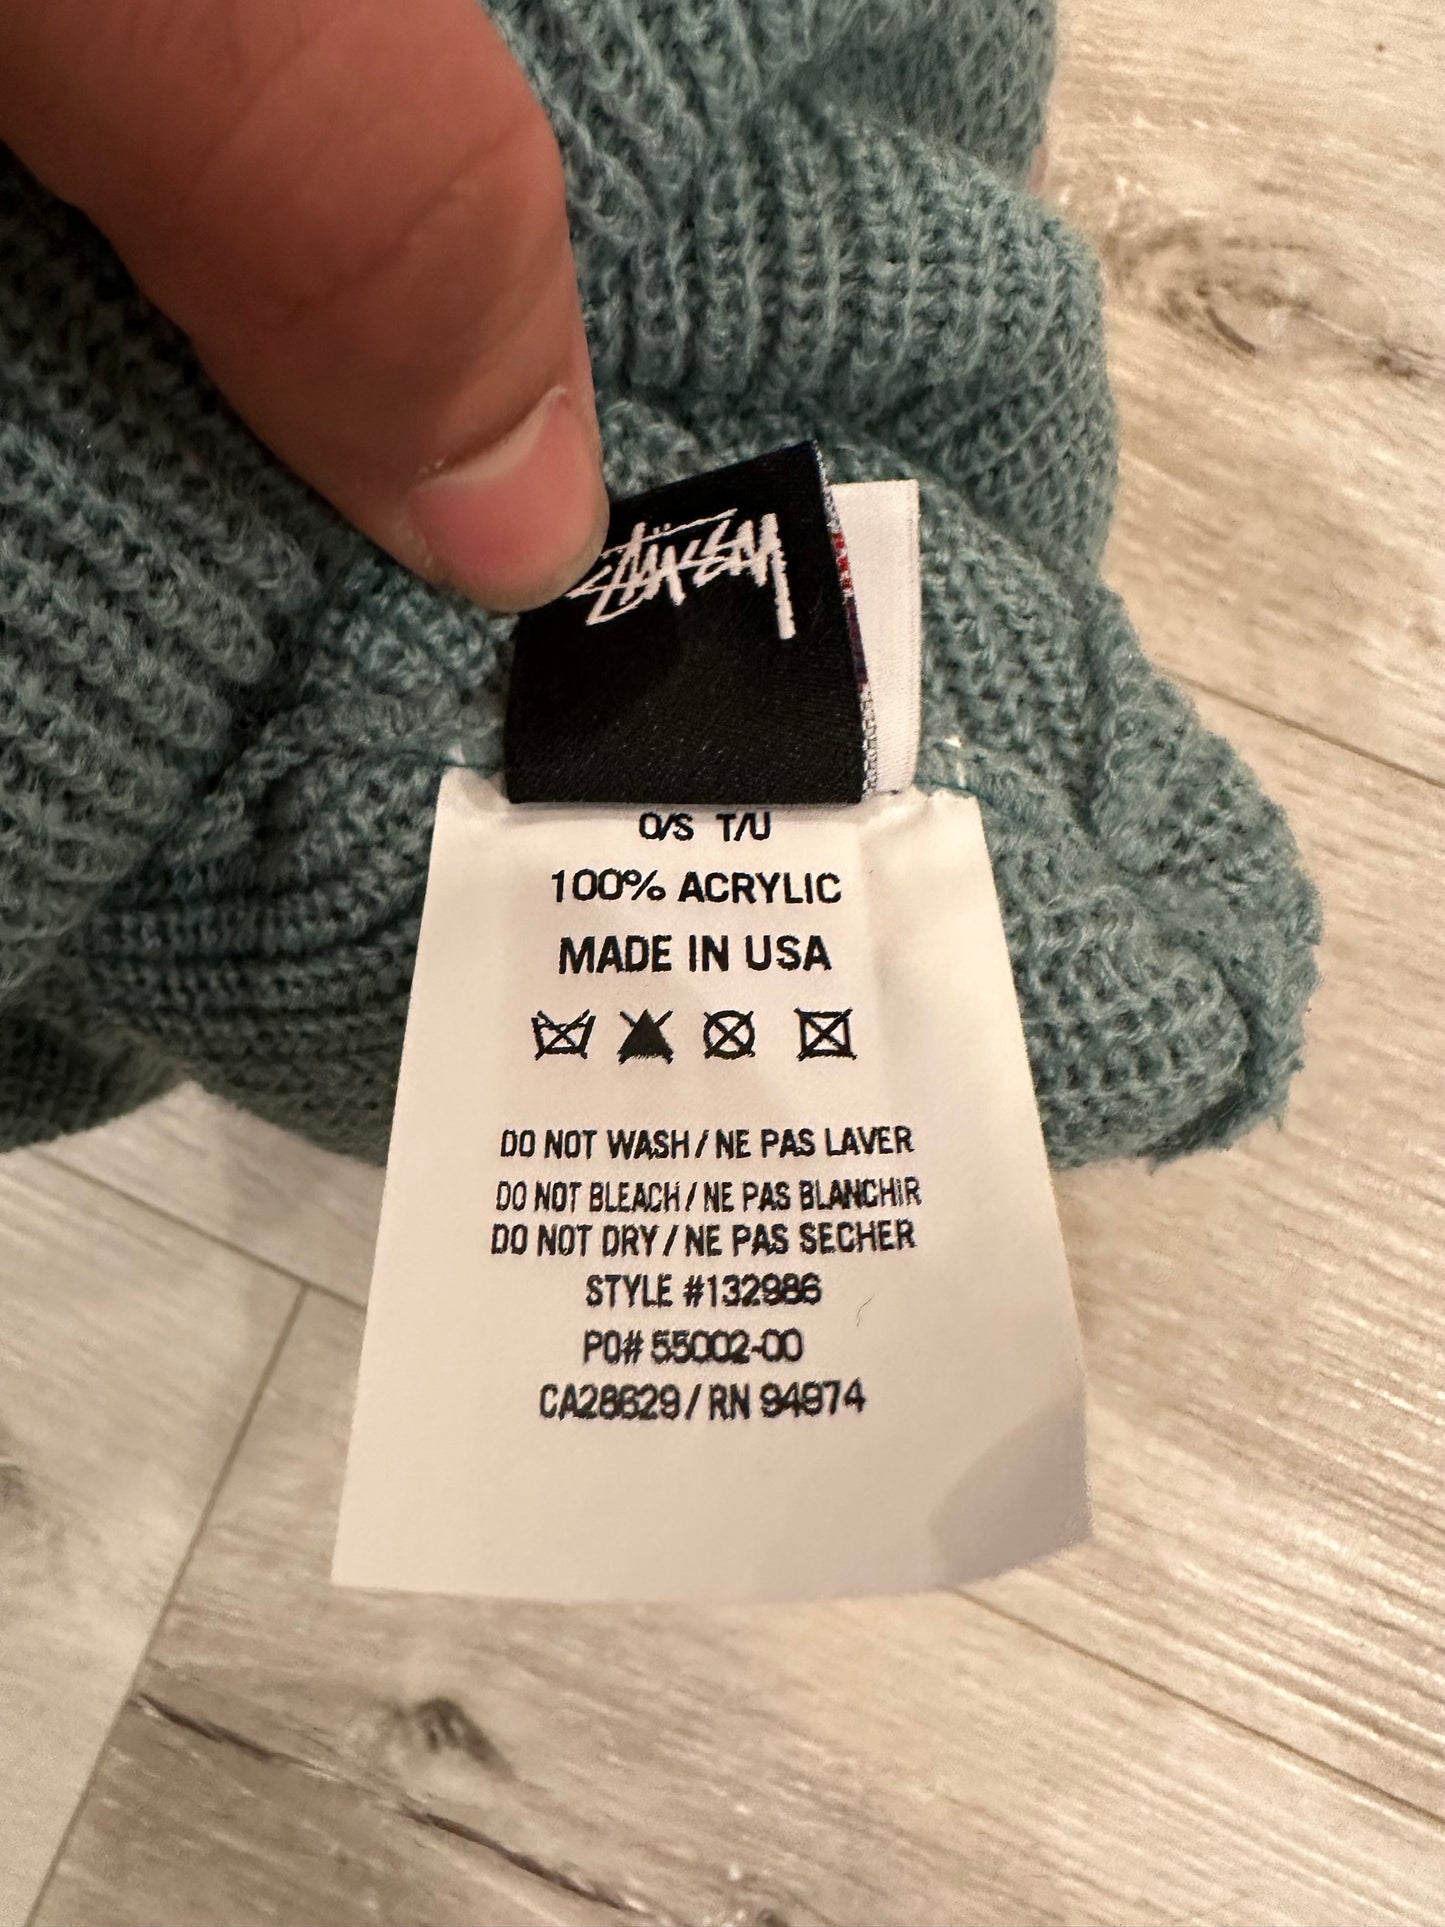 STÜSSY
O/S T/U
100% ACRYLIC
MADE IN USA
DO NOT WASH / NE PAS LAVER
DO NOT BLEACH / NE PAS BLANCHIR
DO NOT DRY / NE PAS SECHER
STYLE #132986
PO# 55002-00
CA28629 / RN 94974